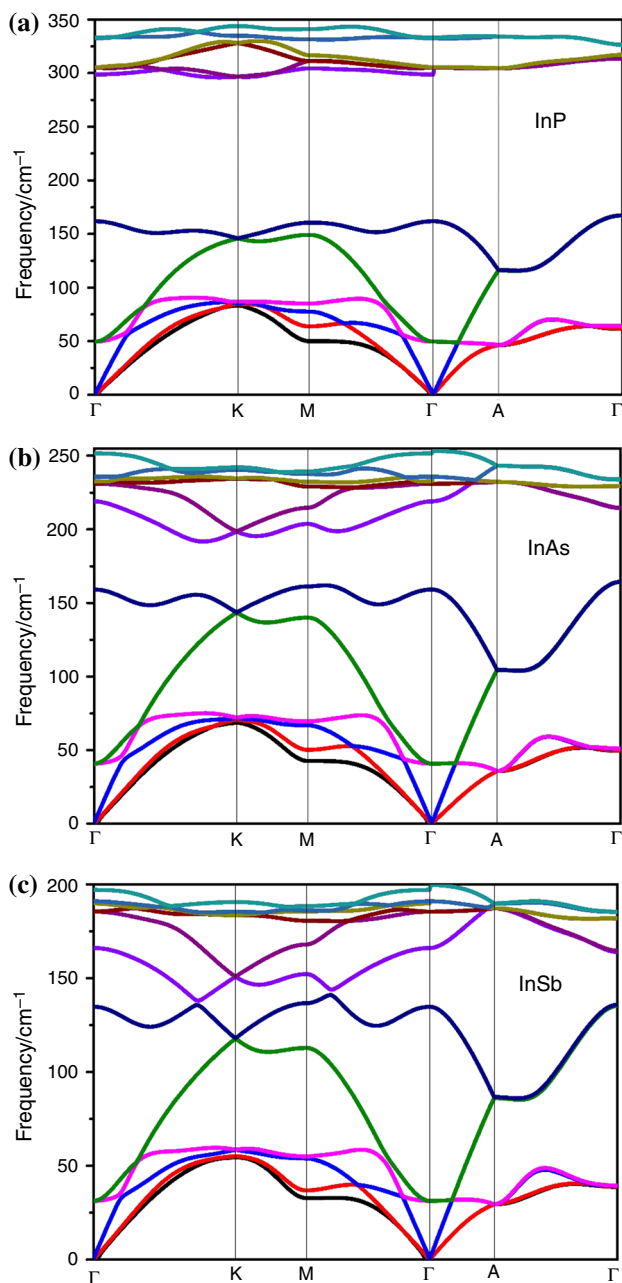 (a)
350
300
250
200
150
100
50
0
Frequency/cm⁻¹
InP
Γ K M Γ A Γ
(b)
250
200
150
100
50
0
Frequency/cm⁻¹
InAs
Γ K M Γ A Γ
(c)
200
150
100
50
0
Frequency/cm⁻¹
InSb
Γ K M Γ A Γ